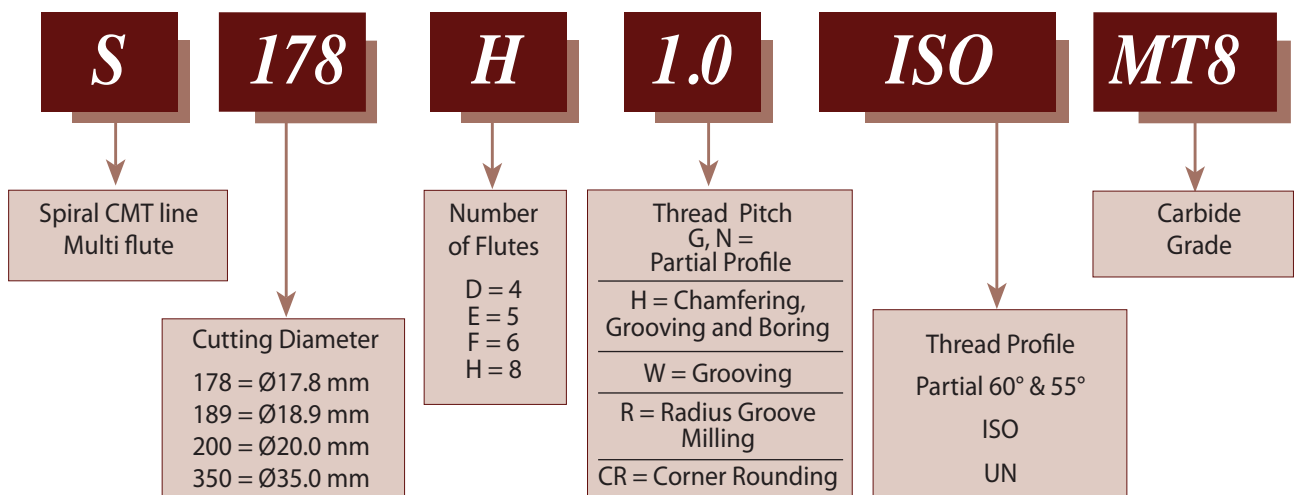 S 178 H 1.0 ISO MT8
Spiral CMT line
Multi flute
Cutting Diameter
178 = Ø17.8 mm
189 = Ø18.9 mm
200 = Ø20.0 mm
350 = Ø35.0 mm
Number
of Flutes
D = 4
E = 5
F = 6
H = 8
Thread Pitch
G, N =
Partial Profile
H = Chamfering,
Grooving and Boring
W = Grooving
R = Radius Groove
Milling
CR = Corner Rounding
Thread Profile
Partial 60° & 55°
ISO
UN
Carbide
Grade